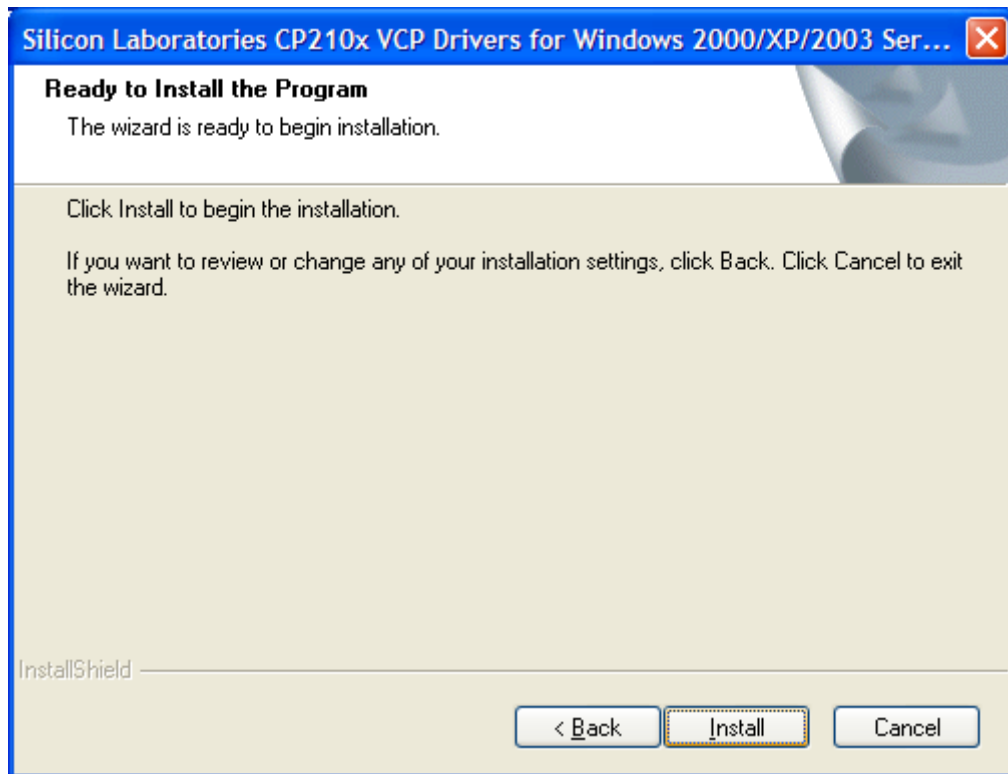 Silicon Laboratories CP210x VCP Drivers for Windows 2000/XP/2003 Ser...
Ready to Install the Program
The wizard is ready to begin installation.
Click Install to begin the installation.
If you want to review or change any of your installation settings, click Back. Click Cancel to exit
the wizard.
InstallShield
< Back Install Cancel